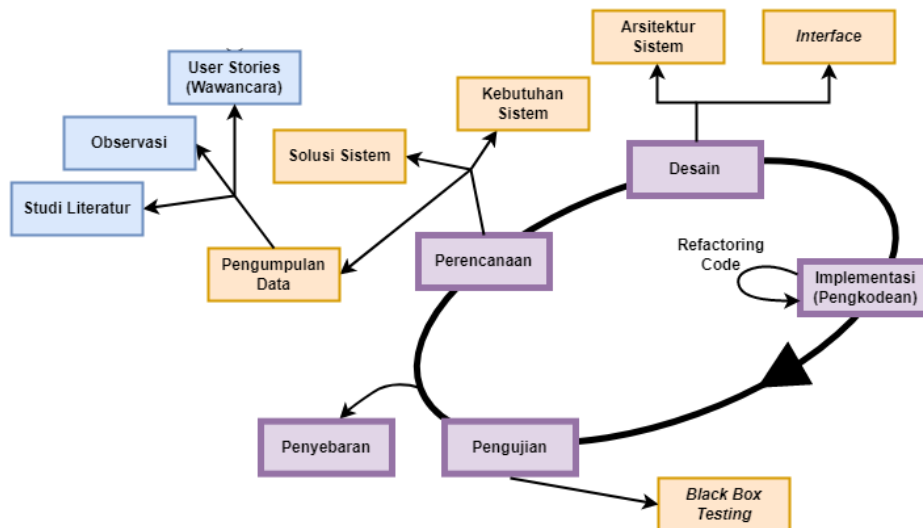 Arsitektur
Sistem
Interface
User Stories
(Wawancara)
Kebutuhan
Sistem
Observasi
Solusi Sistem
Desain
Studi Literatur
Pengumpulan
Data
Perencanaan
Refactoring
Code
Implementasi
(Pengkodean)
Penyebaran
Pengujian
Black Box
Testing